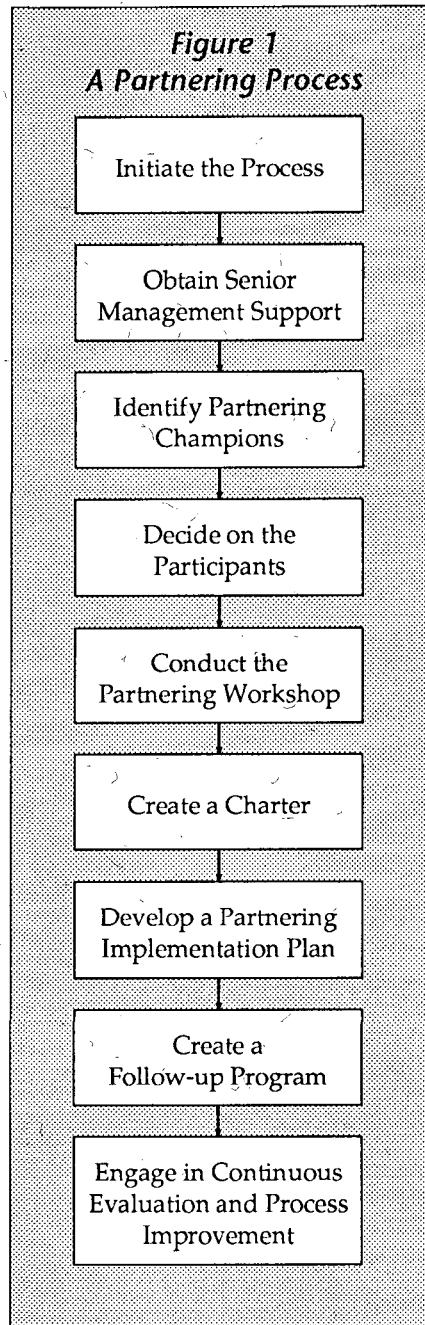 Figure 1
A Partnering Process
Initiate the Process
Obtain Senior
Management Support
Identify Partnering
Champions
Decide on the
Participants
Conduct the
Partnering Workshop
Create a Charter
Develop a Partnering
Implementation Plan
Create a
Follow-up Program
Engage in Continuous
Evaluation and Process
Improvement